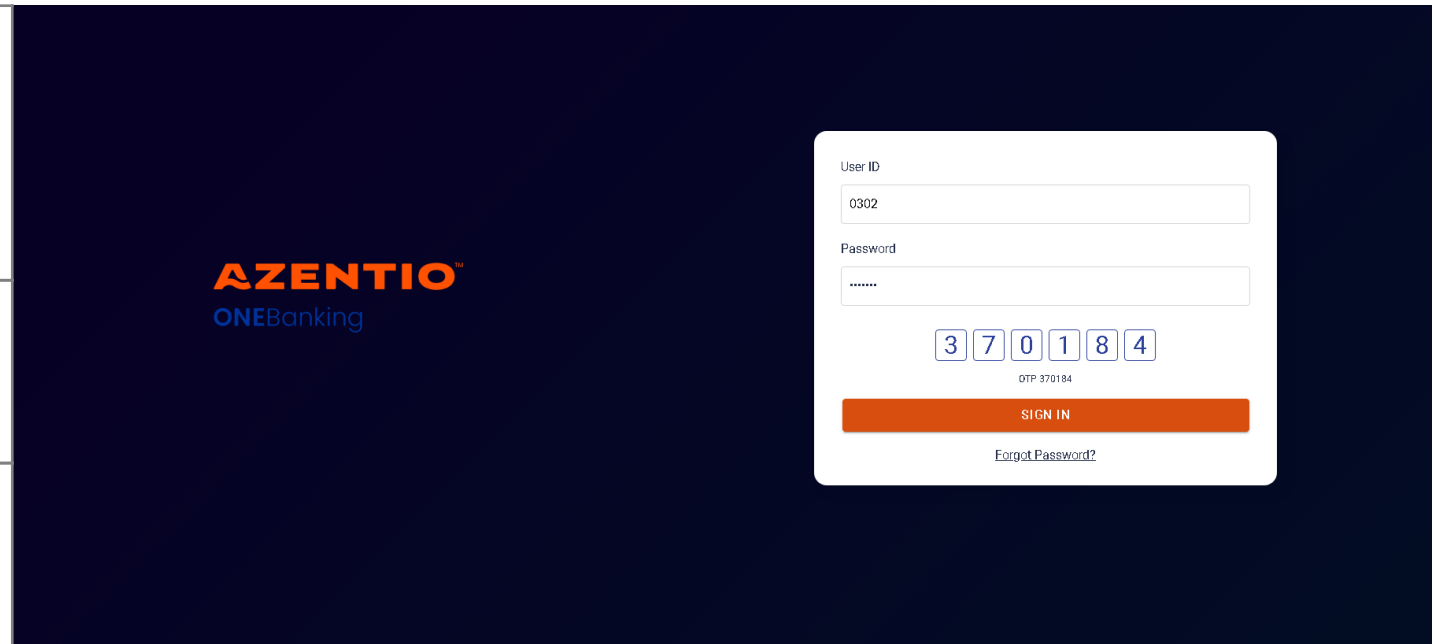 AZENTIO™
ONEBanking
User ID
0302
Password
•••••••
3 7 0 1 8 4
OTP 370184
SIGN IN
Forgot Password?